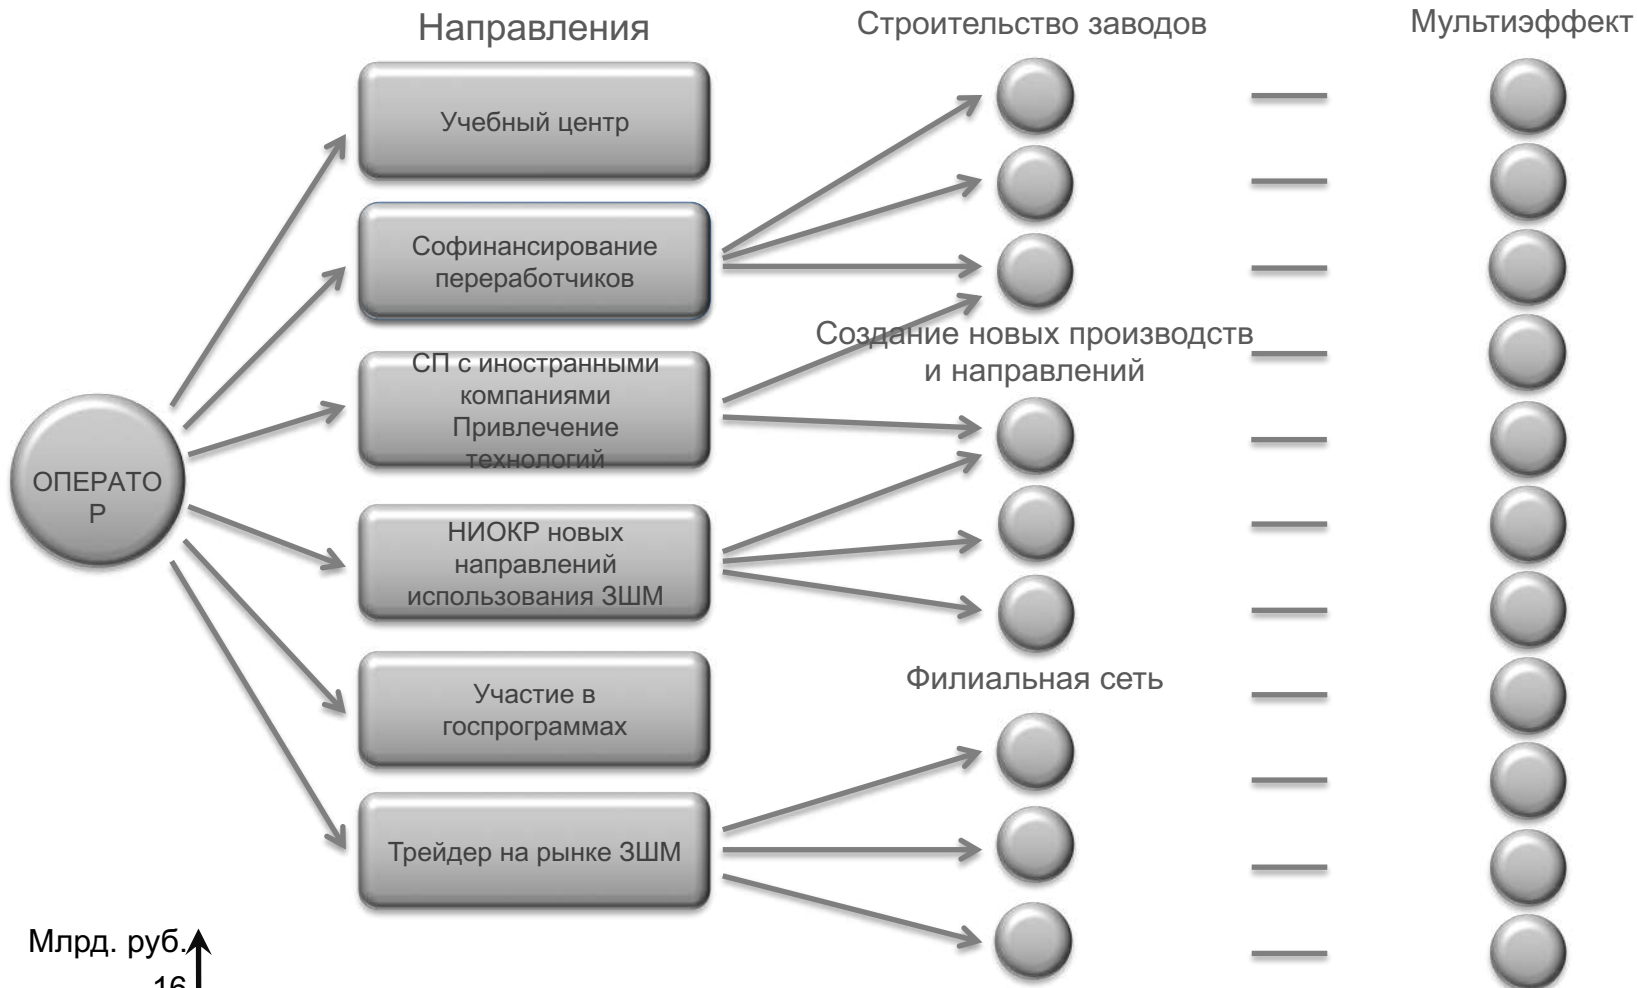 Направления
Строительство заводов
Мультиэффект
Учебный центр
Софинансирование
переработчиков
СП с иностранными
компаниями
Привлечение
технологий
НИОКР новых
направлений
использования ЗШМ
Участие в
госпрограммах
Трейдер на рынке ЗШМ
ОПЕРАТО
Р
Создание новых производств
и направлений
Филиальная сеть
Млрд. руб.
16